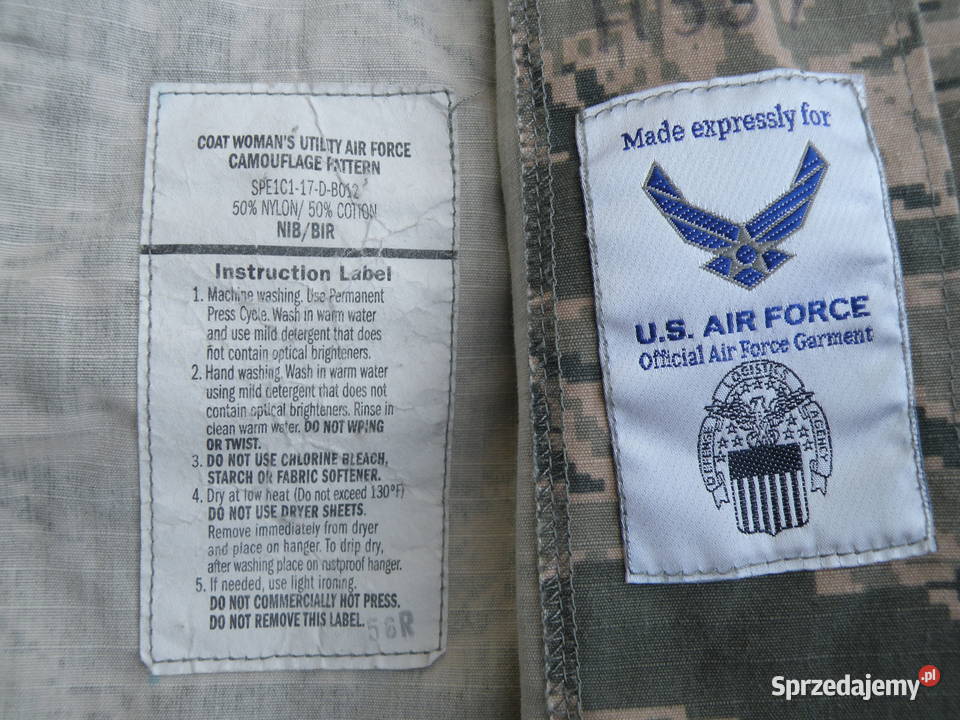 COAT WOMAN'S UTILITY AIR FORCE
CAMOUFLAGE PATTERN
SPE1C1-17-D-B012
50% NYLON/ 50% COTTON
NIB/BIR
Instruction Label
1. Machine washing. Use Permanent
Press Cycle. Wash in warm water
and use mild detergent that does
not contain optical brighteners.
2. Hand washing. Wash in warm water
using mild detergent that does not
contain optical brighteners. Rinse in
clean warm water. DO NOT WRING
OR TWIST.
3. DO NOT USE CHLORINE BLEACH,
STARCH OR FABRIC SOFTENER.
4. Dry at low heat (Do not exceed 130°F)
DO NOT USE DRYER SHEETS.
Remove immediately from dryer
and place on hanger. To drip dry,
after washing place on rustproof hanger.
5. If needed, use light ironing.
DO NOT COMMERCIALLY HOT PRESS.
DO NOT REMOVE THIS LABEL.
56R
Made expressly for
U.S. AIR FORCE
Official Air Force Garment
DEFENSE LOGISTICS AGENCY
Sprzedajemy.pl